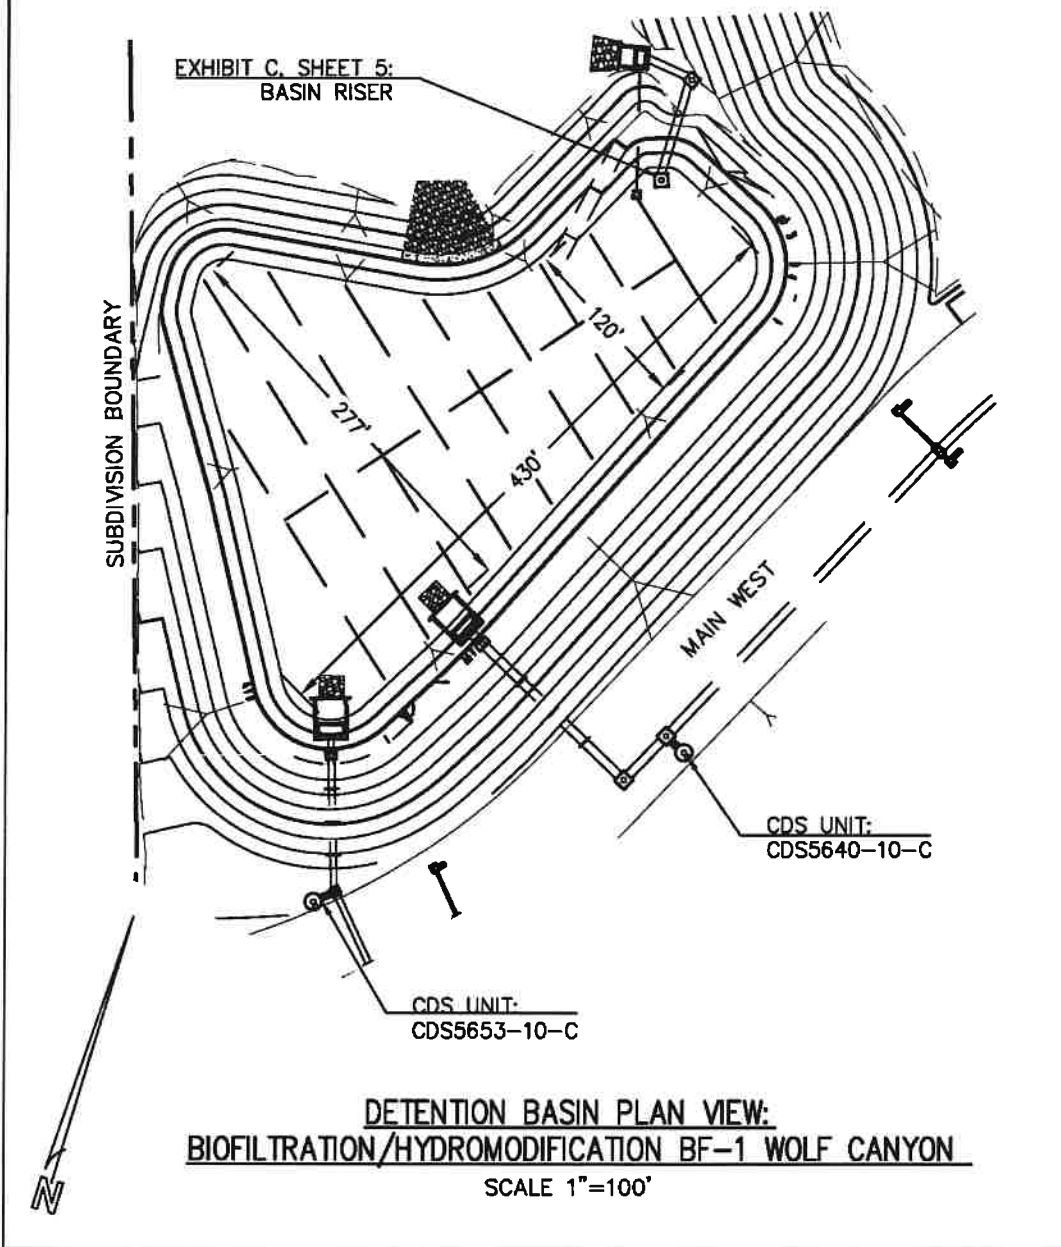 EXHIBIT C, SHEET 5:
BASIN RISER
SUBDIVISION BOUNDARY
120'
277'
430'
MAIN WEST
CDS UNIT:
CDS5640-10-C
CDS UNIT:
CDS5653-10-C
DETENTION BASIN PLAN VIEW:
BIOFILTRATION/HYDROMODIFICATION BF-1 WOLF CANYON
SCALE 1"=100'
N